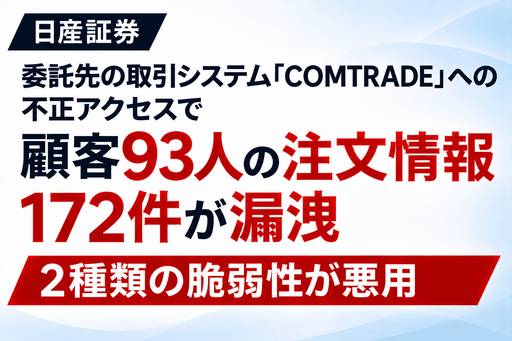 日産証券
委託先の取引システム「COMTRADE」への
不正アクセスで
顧客93人の注文情報
172件が漏洩
2種類の脆弱性が悪用